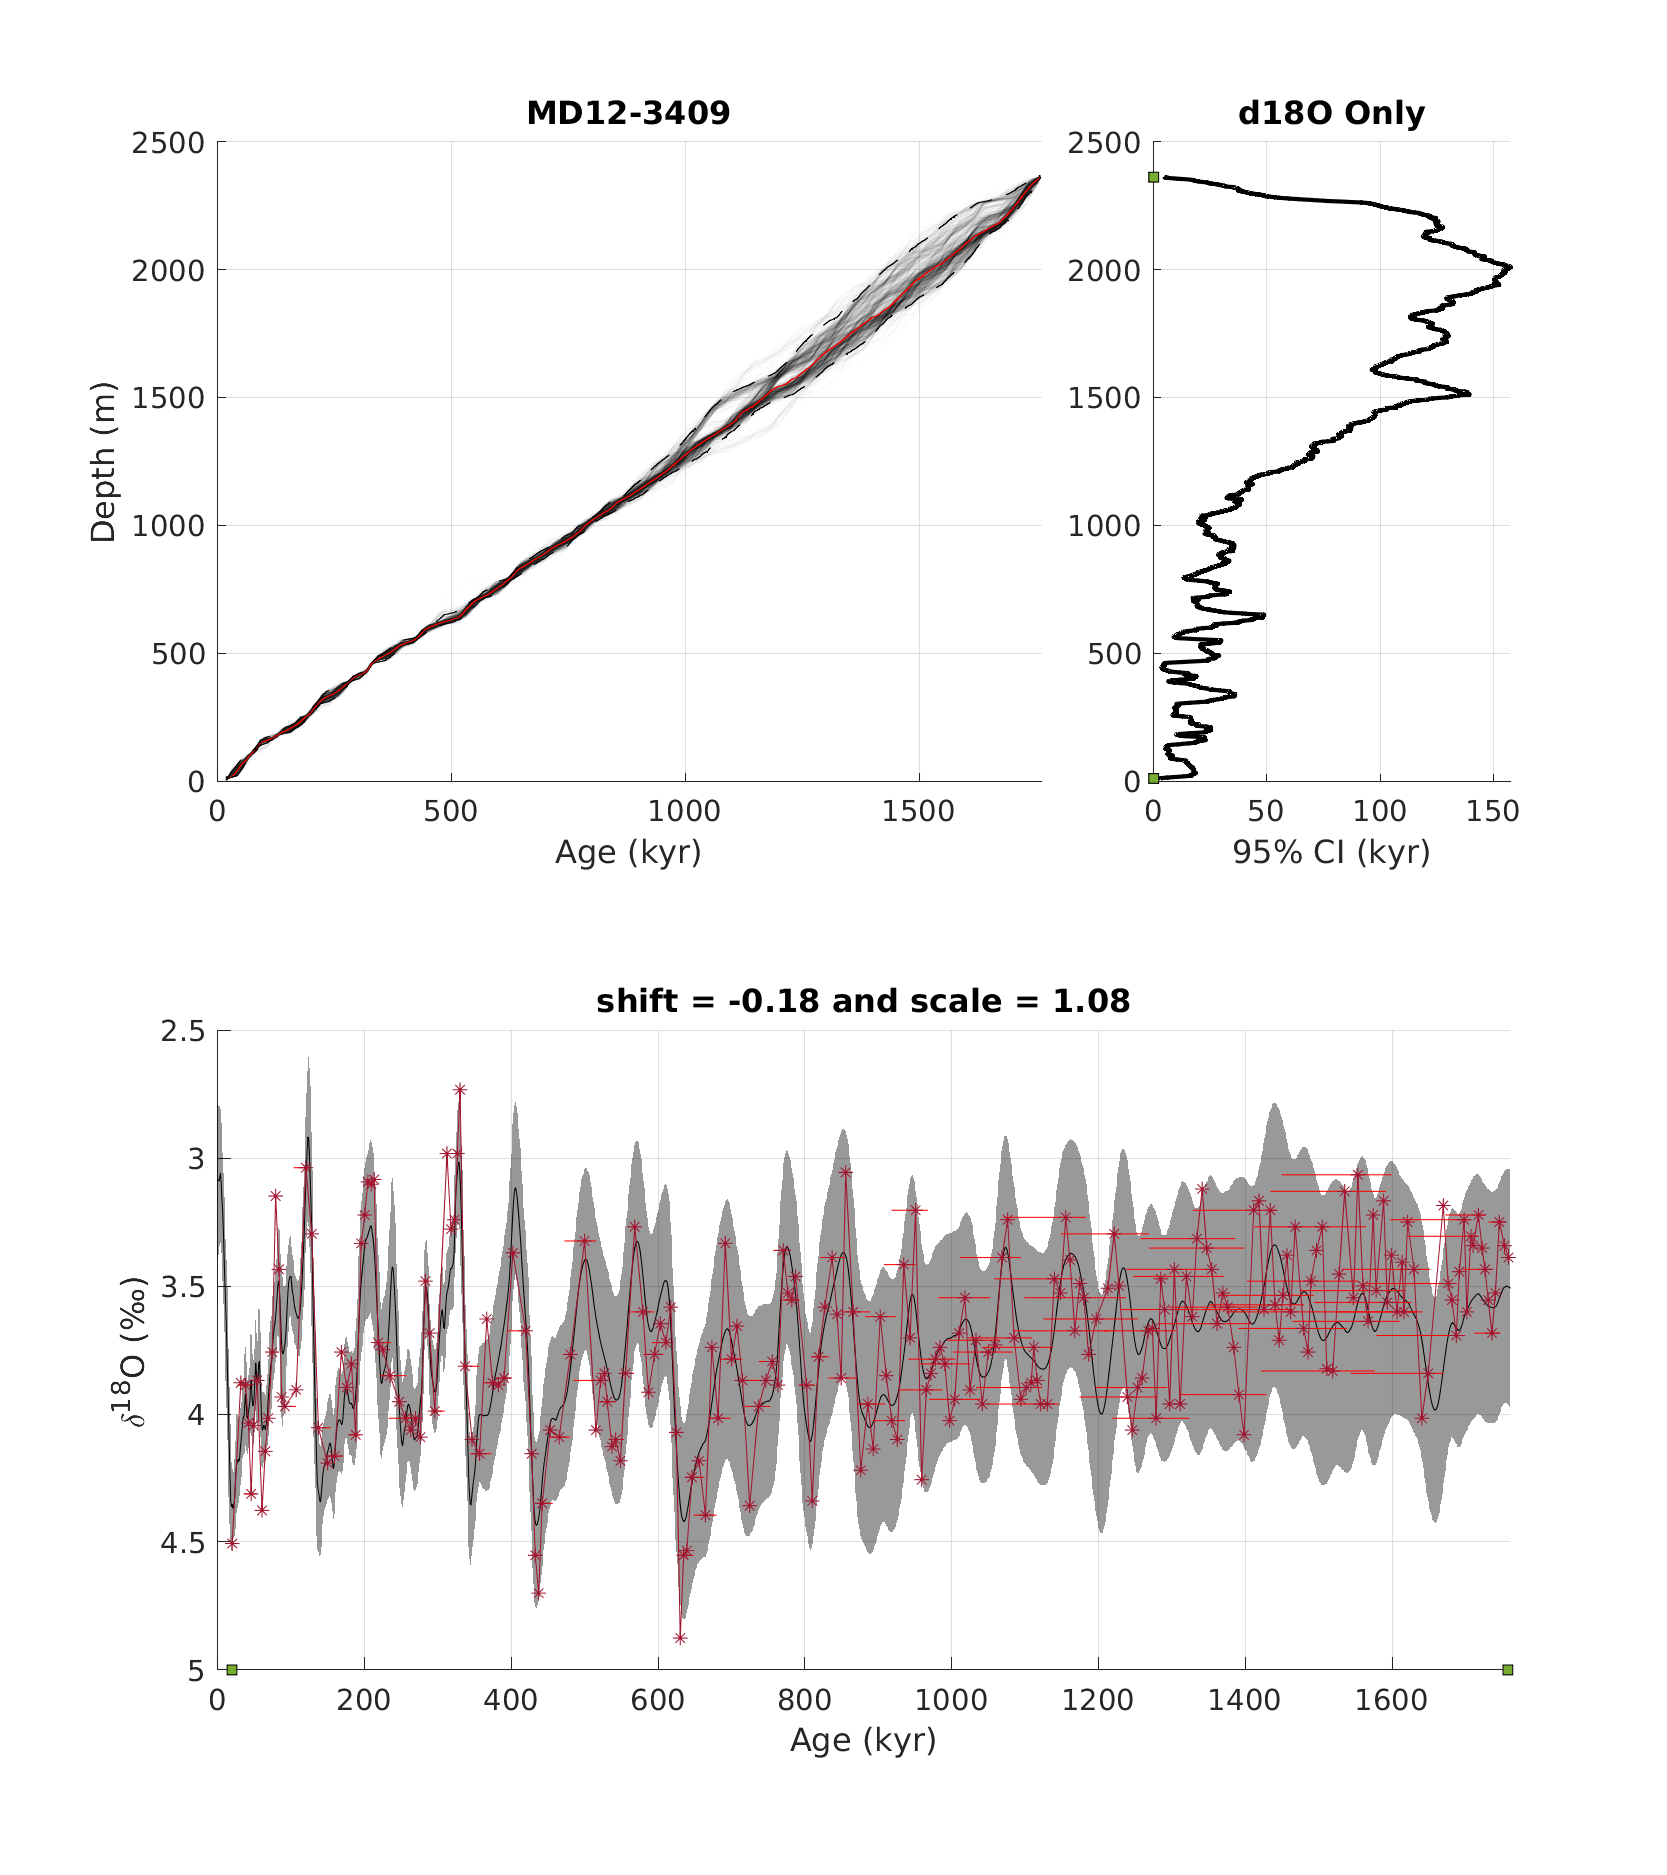 MD12-3409
d18O Only
2500
2000
1500
1000
500
0
Depth (m)
0 500 1000 1500
Age (kyr)
2500
2000
1500
1000
500
0
0 50 100 150
95% CI (kyr)
shift = -0.18 and scale = 1.08
2.5
3
3.5
4
4.5
5
δ¹⁸O (‰)
0 200 400 600 800 1000 1200 1400 1600
Age (kyr)